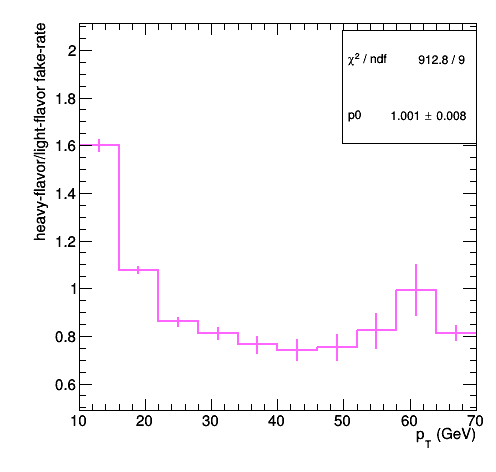 heavy-flavor/light-flavor fake-rate
χ² / ndf 912.8 / 9
p0 1.001 ± 0.008
2
1.8
1.6
1.4
1.2
1
0.8
0.6
10 20 30 40 50 60 70
p_T (GeV)